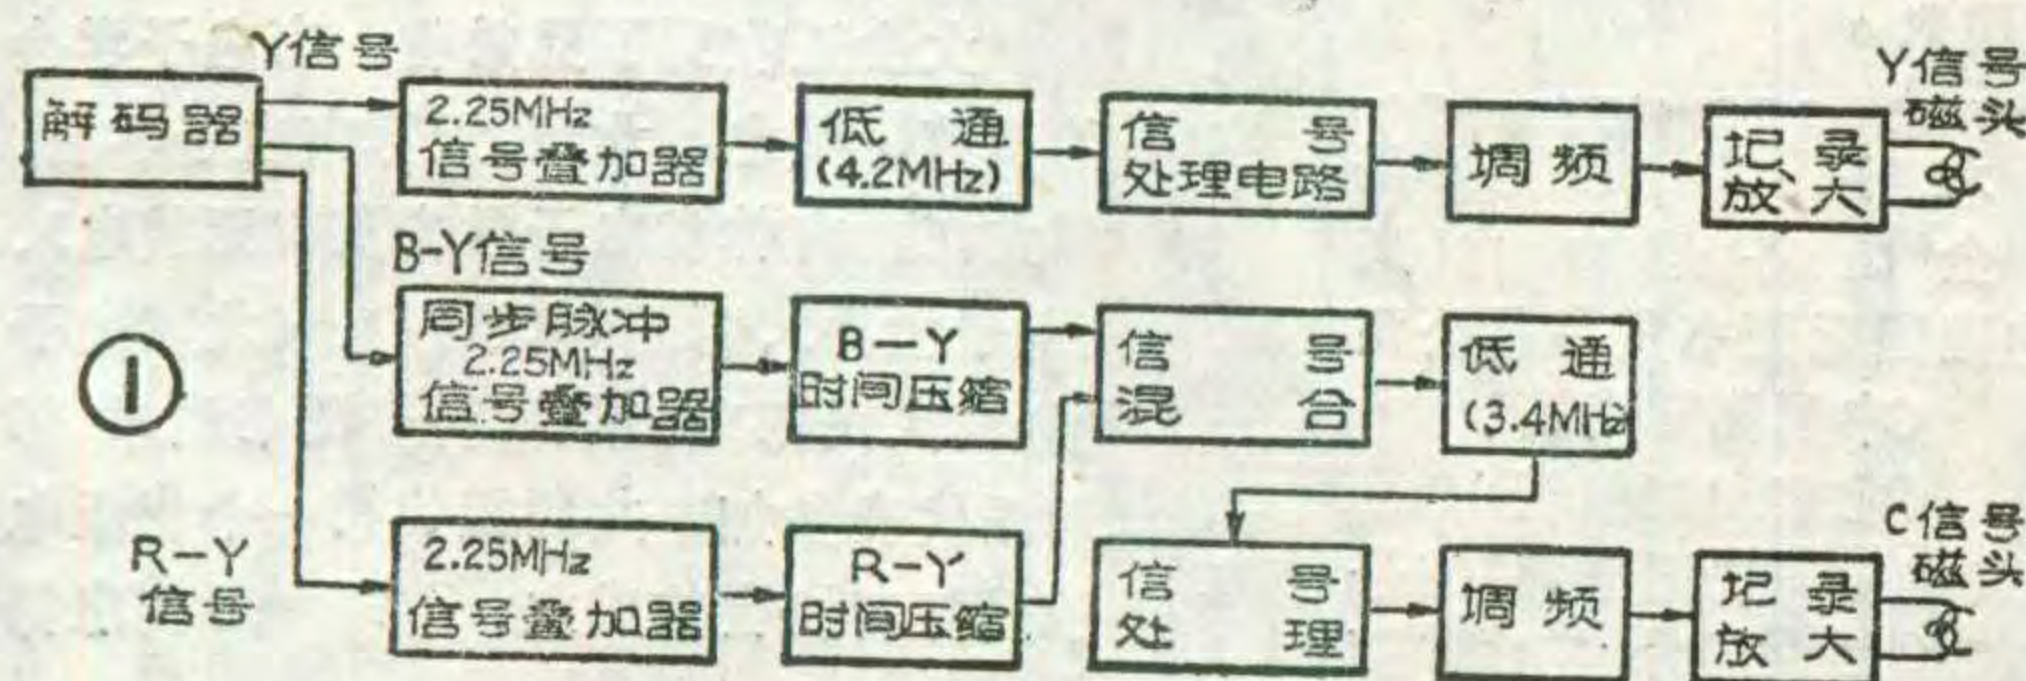 Y信号
解码器
2.25MHz
信号叠加器
低 通
(4.2MHz)
信 号
处理电路
调 频
记 录
放 大
Y信号
磁头
B-Y信号
同步脉冲
2.25MHz
信号叠加器
B-Y
时间压缩
信 号
混 合
低 通
(3.4MHz)
①
R-Y
信号
2.25MHz
信号叠加器
R-Y
时间压缩
信 号
处 理
调 频
记 录
放 大
C信号
磁头